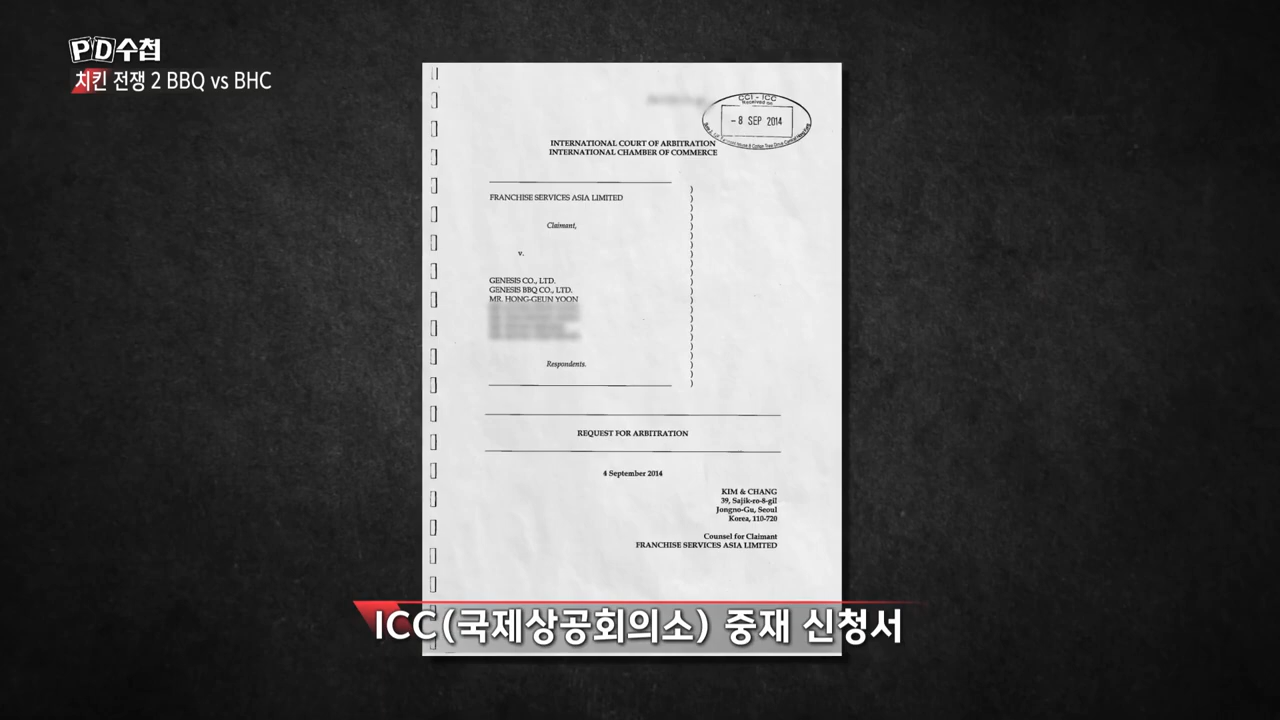 PD수첩
치킨 전쟁 2 BBQ vs BHC
CCI - ICC
Received on
- 8 SEP 2014
INTERNATIONAL COURT OF ARBITRATION
INTERNATIONAL CHAMBER OF COMMERCE
FRANCHISE SERVICES ASIA LIMITED
Claimant,
v.
GENESIS CO., LTD.
GENESIS BBQ CO., LTD.
MR. HONG-GEUN YOON
Respondents.
REQUEST FOR ARBITRATION
4 September 2014
KIM & CHANG
39, Sajik-ro-8-gil
Jongno-Gu, Seoul
Korea, 110-720
Counsel for Claimant
FRANCHISE SERVICES ASIA LIMITED
ICC(국제상공회의소) 중재 신청서